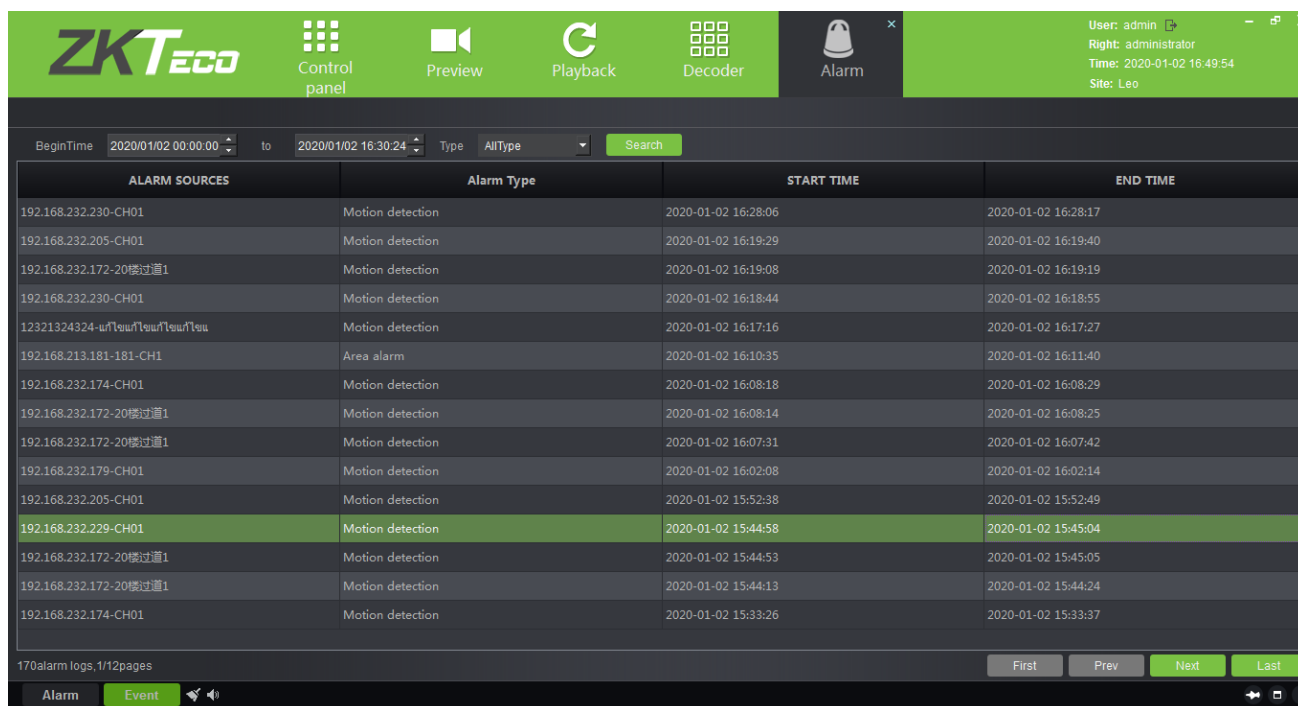 ZKTECO
Control panel
Preview
Playback
Decoder
Alarm
User: admin
Right: administrator
Time: 2020-01-02 16:49:54
Site: Leo
BeginTime 2020/01/02 00:00:00 to 2020/01/02 16:30:24 Type AllType Search
ALARM SOURCES Alarm Type START TIME END TIME
192.168.232.230-CH01 Motion detection 2020-01-02 16:28:06 2020-01-02 16:28:17
192.168.232.205-CH01 Motion detection 2020-01-02 16:19:29 2020-01-02 16:19:40
192.168.232.172-20楼过道1 Motion detection 2020-01-02 16:19:08 2020-01-02 16:19:19
192.168.232.230-CH01 Motion detection 2020-01-02 16:18:44 2020-01-02 16:18:55
12321324324-แก้ไขแก้ไขแก้ไขแก้ไขแ Motion detection 2020-01-02 16:17:16 2020-01-02 16:17:27
192.168.213.181-181-CH1 Area alarm 2020-01-02 16:10:35 2020-01-02 16:11:40
192.168.232.174-CH01 Motion detection 2020-01-02 16:08:18 2020-01-02 16:08:29
192.168.232.172-20楼过道1 Motion detection 2020-01-02 16:08:14 2020-01-02 16:08:25
192.168.232.172-20楼过道1 Motion detection 2020-01-02 16:07:31 2020-01-02 16:07:42
192.168.232.179-CH01 Motion detection 2020-01-02 16:02:08 2020-01-02 16:02:14
192.168.232.205-CH01 Motion detection 2020-01-02 15:52:38 2020-01-02 15:52:49
192.168.232.229-CH01 Motion detection 2020-01-02 15:44:58 2020-01-02 15:45:04
192.168.232.172-20楼过道1 Motion detection 2020-01-02 15:44:53 2020-01-02 15:45:05
192.168.232.172-20楼过道1 Motion detection 2020-01-02 15:44:13 2020-01-02 15:44:24
192.168.232.174-CH01 Motion detection 2020-01-02 15:33:26 2020-01-02 15:33:37
170alarm logs,1/12pages First Prev Next Last
Alarm Event